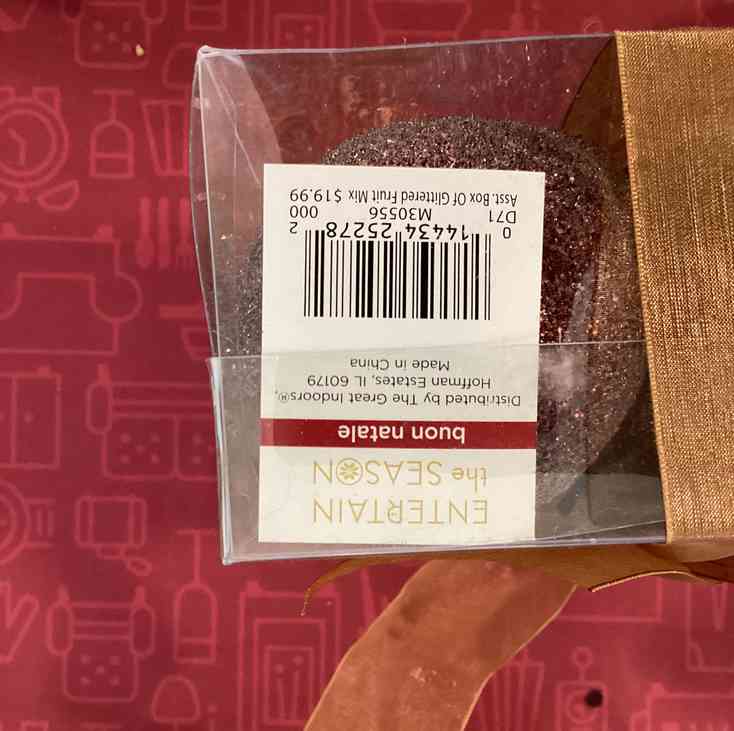 ENTERTAIN
the SEASON
buon natale
Distributed by The Great Indoors®,
Hoffman Estates, IL 60179
Made in China
0 14434 25278 2
D71 M30556 000
Asst. Box Of Glittered Fruit Mix $19.99